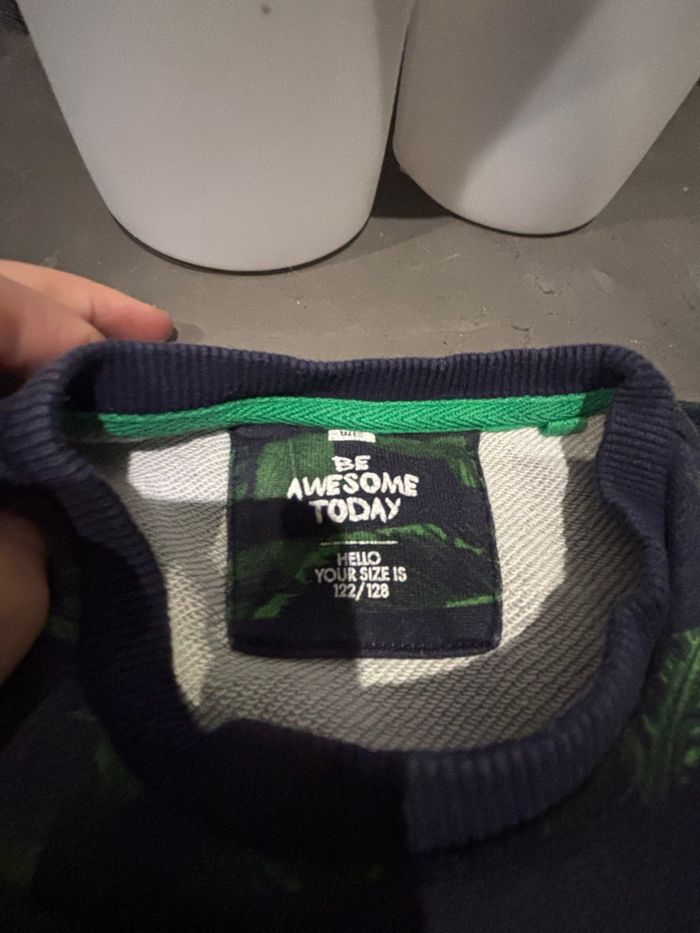 BE
AWESOME
TODAY
HELLO
YOUR SIZE IS
122/128